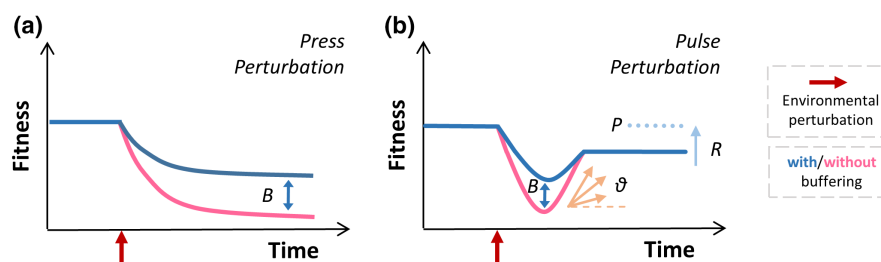 (a)
Press
Perturbation
Fitness
B
Time
(b)
Pulse
Perturbation
Fitness
P
R
B
ϑ
Time
Environmental
perturbation
with/without
buffering